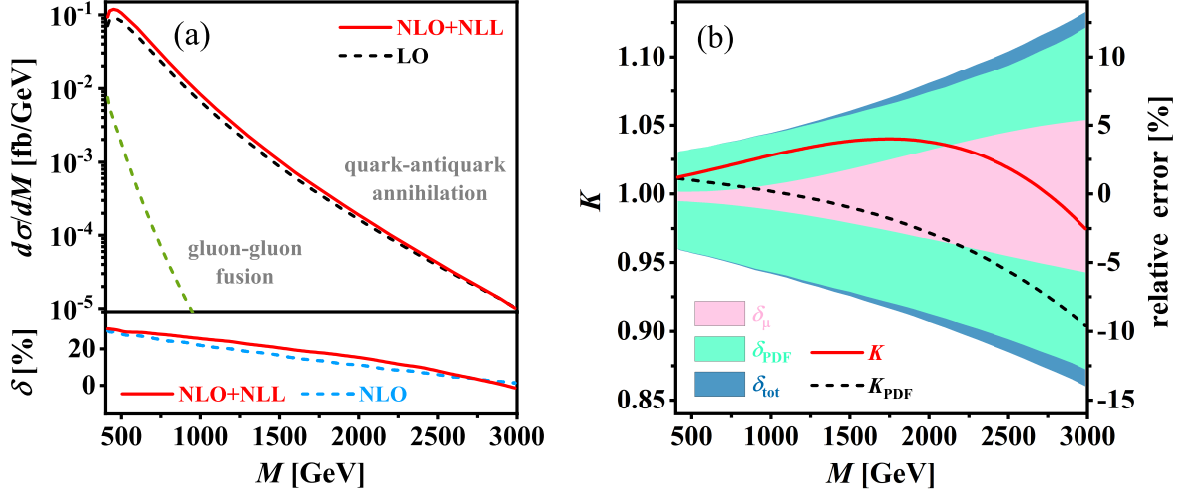 (a)
NLO+NLL
LO
10⁻¹
10⁻²
10⁻³
10⁻⁴
10⁻⁵
dσ/dM [fb/GeV]
quark-antiquark
annihilation
gluon-gluon
fusion
20
0
δ [%]
NLO+NLL
NLO
500 1000 1500 2000 2500 3000
M [GeV]
(b)
1.10
1.05
1.00
0.95
0.90
0.85
K
δμ
δPDF
δtot
K
KPDF
10
5
0
-5
-10
-15
relative error [%]
500 1000 1500 2000 2500 3000
M [GeV]